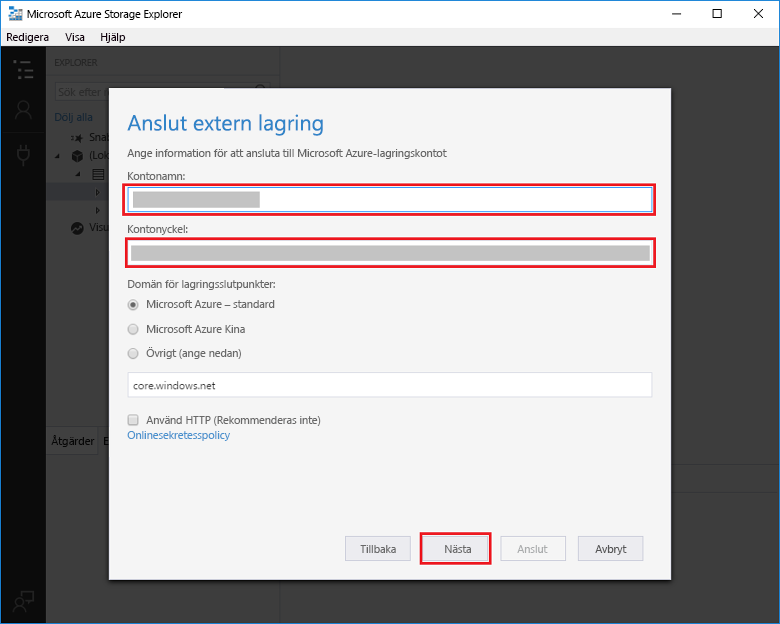 Microsoft Azure Storage Explorer
Redigera Visa Hjälp
EXPLORER
Sök efter
Dölj alla
(Lok
Anslut extern lagring
Ange information för att ansluta till Microsoft Azure-lagringskontot
Kontonamn:
Kontonyckel:
Domän för lagringsslutpunkter:
Microsoft Azure – standard
Microsoft Azure Kina
Övrigt (ange nedan)
core.windows.net
Använd HTTP (Rekommenderas inte)
Onlinesekretesspolicy
Åtgärder
Tillbaka Nästa Anslut Avbryt